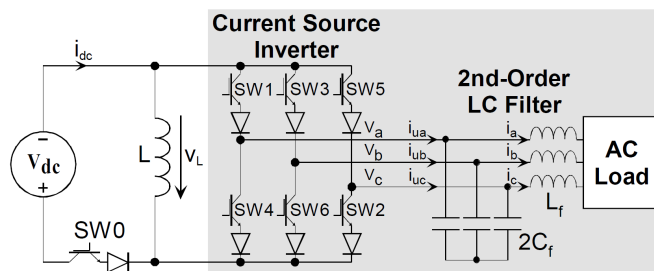 Current Source
Inverter
i_dc
SW1
SW3
SW5
2nd-Order
LC Filter
V_a
i_ua
i_a
V_b
i_ub
i_b
V_c
i_uc
i_c
−
V_dc
+
L
V_L
AC
Load
SW4
SW6
SW2
L_f
SW0
2C_f